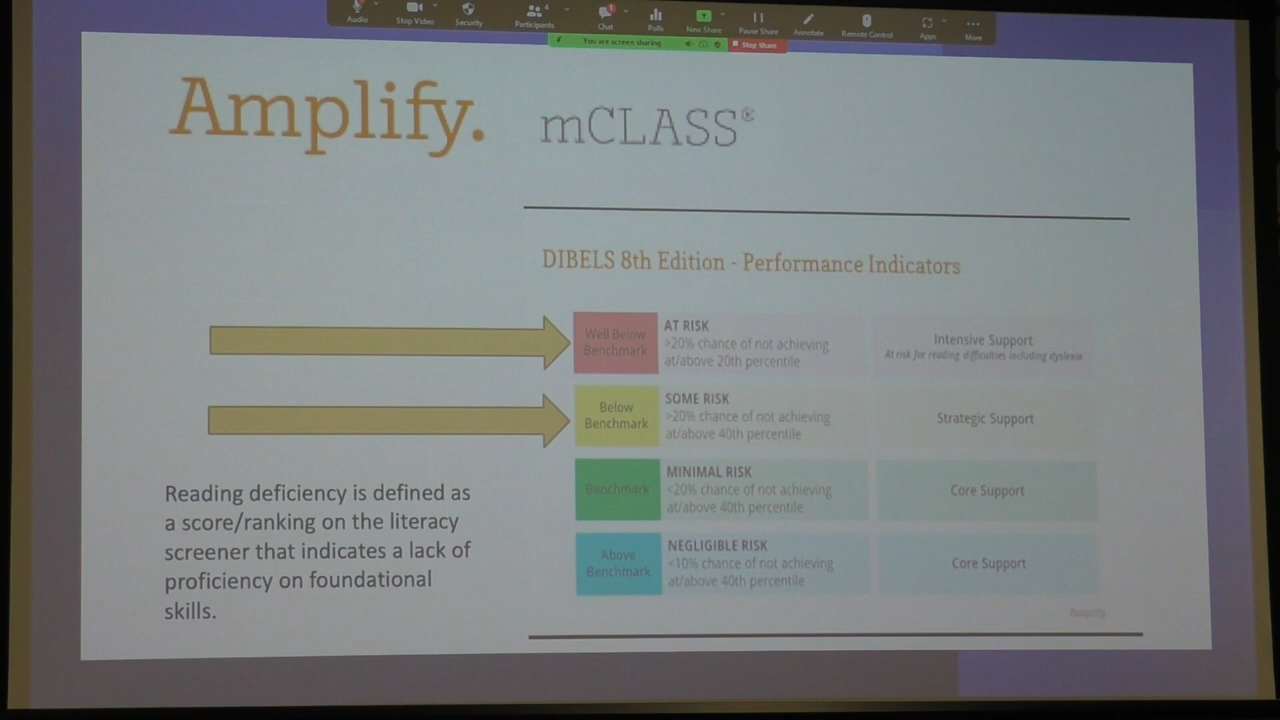 Audio
Stop Video
Security
Participants
4
Chat
1
Polls
New Share
Pause Share
Annotate
Remote Control
Apps
More
You are screen sharing
Stop Share
Amplify.
mCLASS®
DIBELS 8th Edition - Performance Indicators
Well Below
Benchmark
AT RISK
>20% chance of not achieving
at/above 20th percentile
Intensive Support
At risk for reading difficulties including dyslexia
Below
Benchmark
SOME RISK
>20% chance of not achieving
at/above 40th percentile
Strategic Support
Benchmark
MINIMAL RISK
<20% chance of not achieving
at/above 40th percentile
Core Support
Above
Benchmark
NEGLIGIBLE RISK
<10% chance of not achieving
at/above 40th percentile
Core Support
Amplify
Reading deficiency is defined as
a score/ranking on the literacy
screener that indicates a lack of
proficiency on foundational
skills.